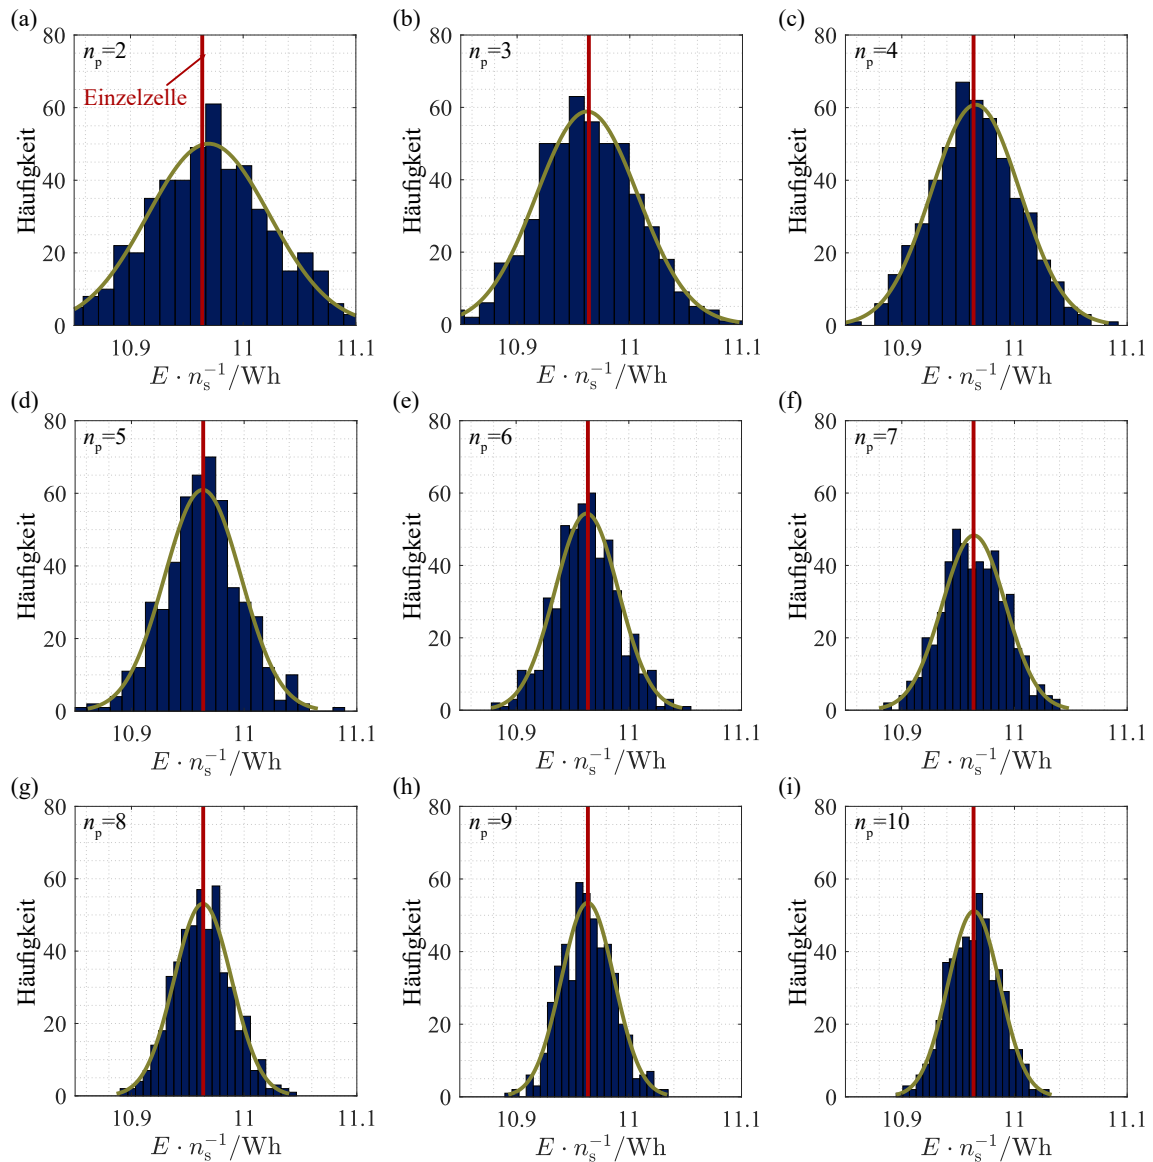 (a)
80
60
40
20
0
Häufigkeit
n_p=2
Einzelzelle
10.9
11
11.1
E · n_s^{-1}/Wh
(b)
80
60
40
20
0
Häufigkeit
n_p=3
10.9
11
11.1
E · n_s^{-1}/Wh
(c)
80
60
40
20
0
Häufigkeit
n_p=4
10.9
11
11.1
E · n_s^{-1}/Wh
(d)
80
60
40
20
0
Häufigkeit
n_p=5
10.9
11
11.1
E · n_s^{-1}/Wh
(e)
80
60
40
20
0
Häufigkeit
n_p=6
10.9
11
11.1
E · n_s^{-1}/Wh
(f)
80
60
40
20
0
Häufigkeit
n_p=7
10.9
11
11.1
E · n_s^{-1}/Wh
(g)
80
60
40
20
0
Häufigkeit
n_p=8
10.9
11
11.1
E · n_s^{-1}/Wh
(h)
80
60
40
20
0
Häufigkeit
n_p=9
10.9
11
11.1
E · n_s^{-1}/Wh
(i)
80
60
40
20
0
Häufigkeit
n_p=10
10.9
11
11.1
E · n_s^{-1}/Wh